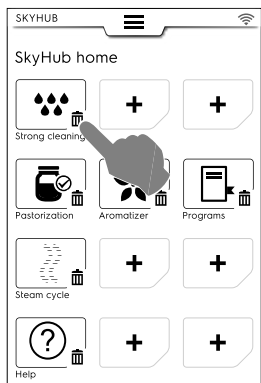 SKYHUB
SkyHub home
Strong cleaning
Pastorization Aromatizer Programs
Steam cycle
Help